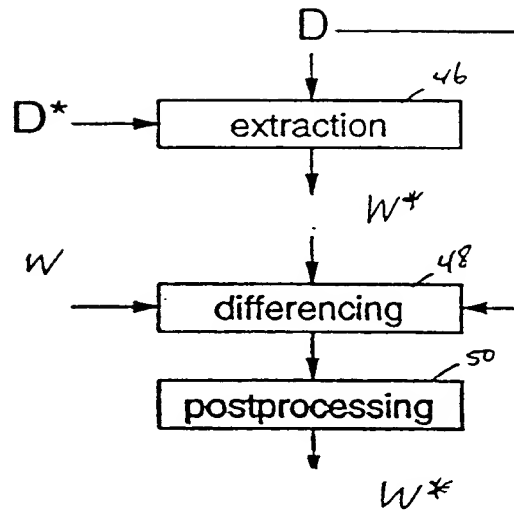 D
46
D* extraction
W*
W 48
differencing
50
postprocessing
W*